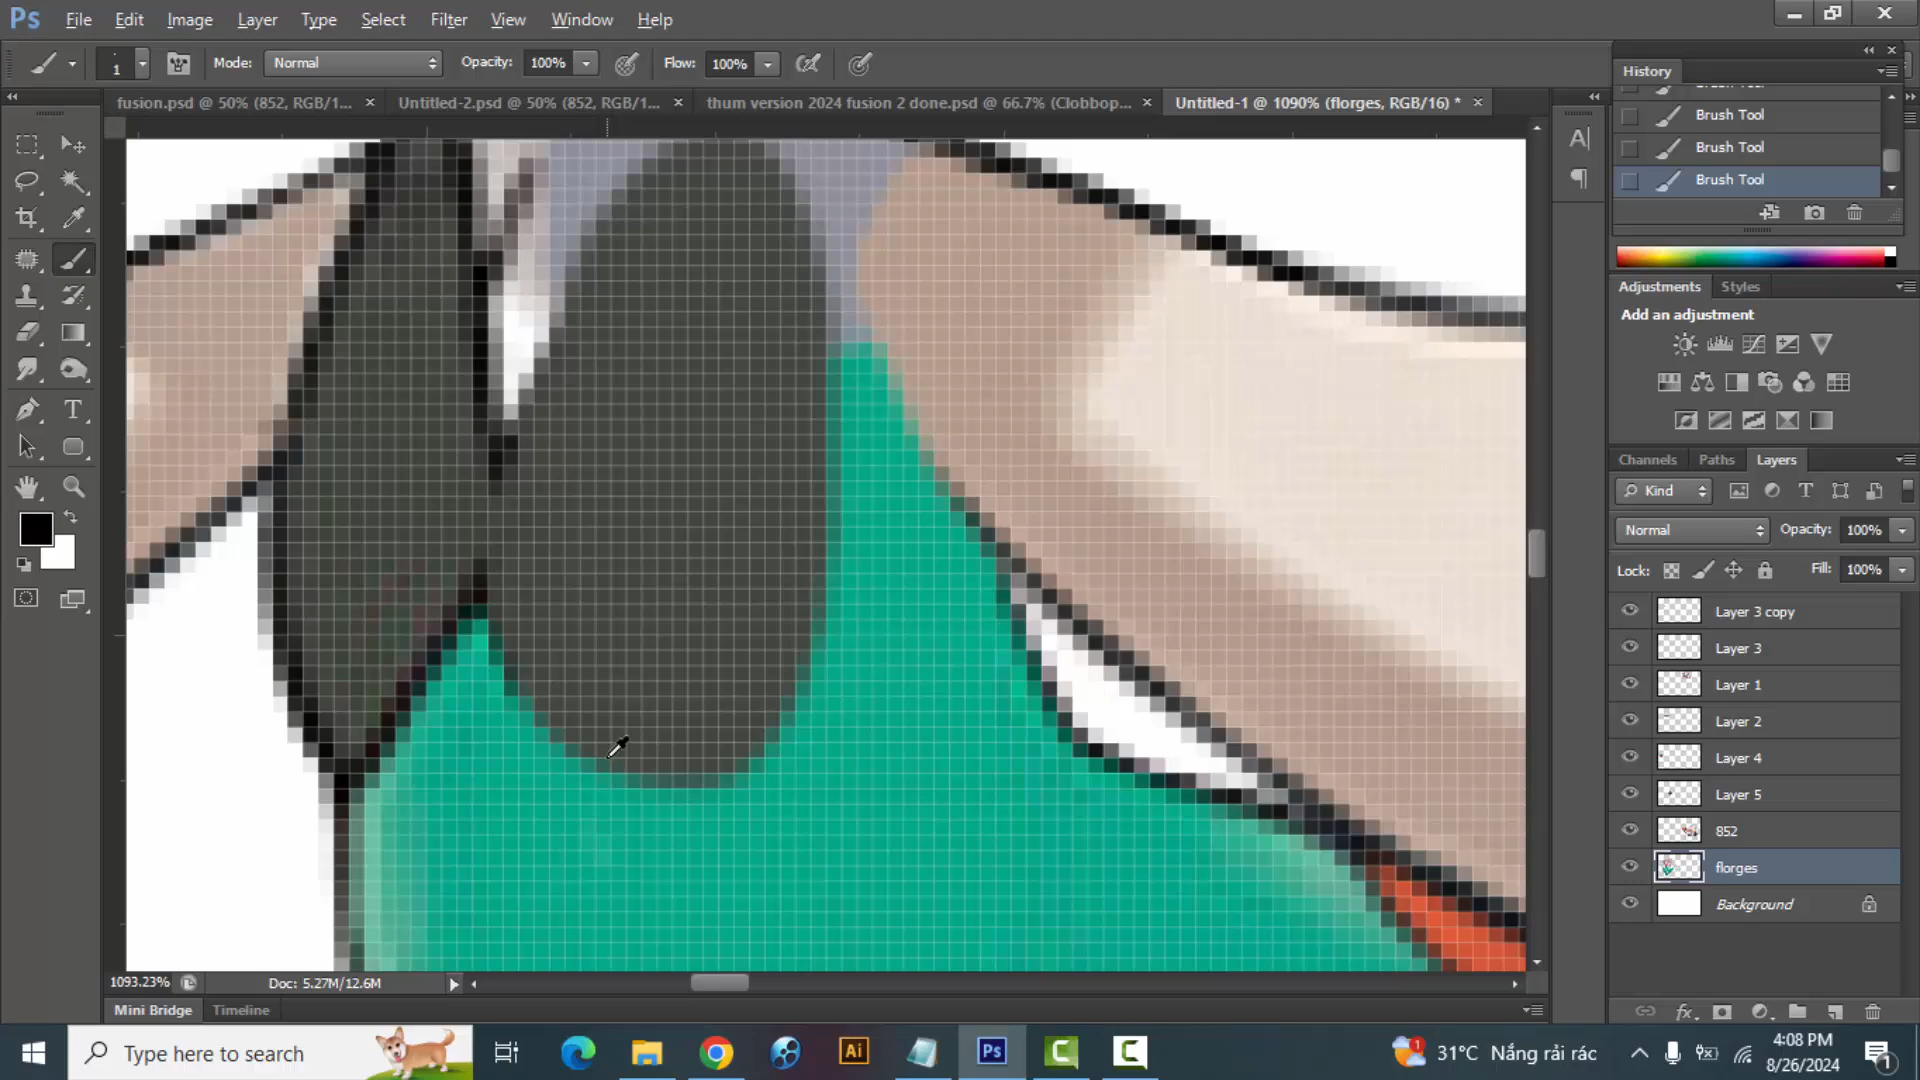 Ps File Edit Image Layer Type Select Filter View Window Help
1 Mode: Normal Opacity: 100% Flow: 100%
fusion.psd @ 50% (852, RGB/1... × Untitled-2.psd @ 50% (852, RGB/1... × thum version 2024 fusion 2 done.psd @ 66.7% (Clobbop... × Untitled-1 @ 1090% (florges, RGB/16) * ×
History
Brush Tool
Brush Tool
Brush Tool
Adjustments Styles
Add an adjustment
Channels Paths Layers
Kind
Normal Opacity: 100%
Lock: Fill: 100%
Layer 3 copy
Layer 3
Layer 1
Layer 2
Layer 4
Layer 5
852
florges
Background
1093.23% Doc: 5.27M/12.6M
Mini Bridge Timeline
Type here to search
Ai Ps
1 31°C Nắng rải rác
4:08 PM
8/26/2024
1